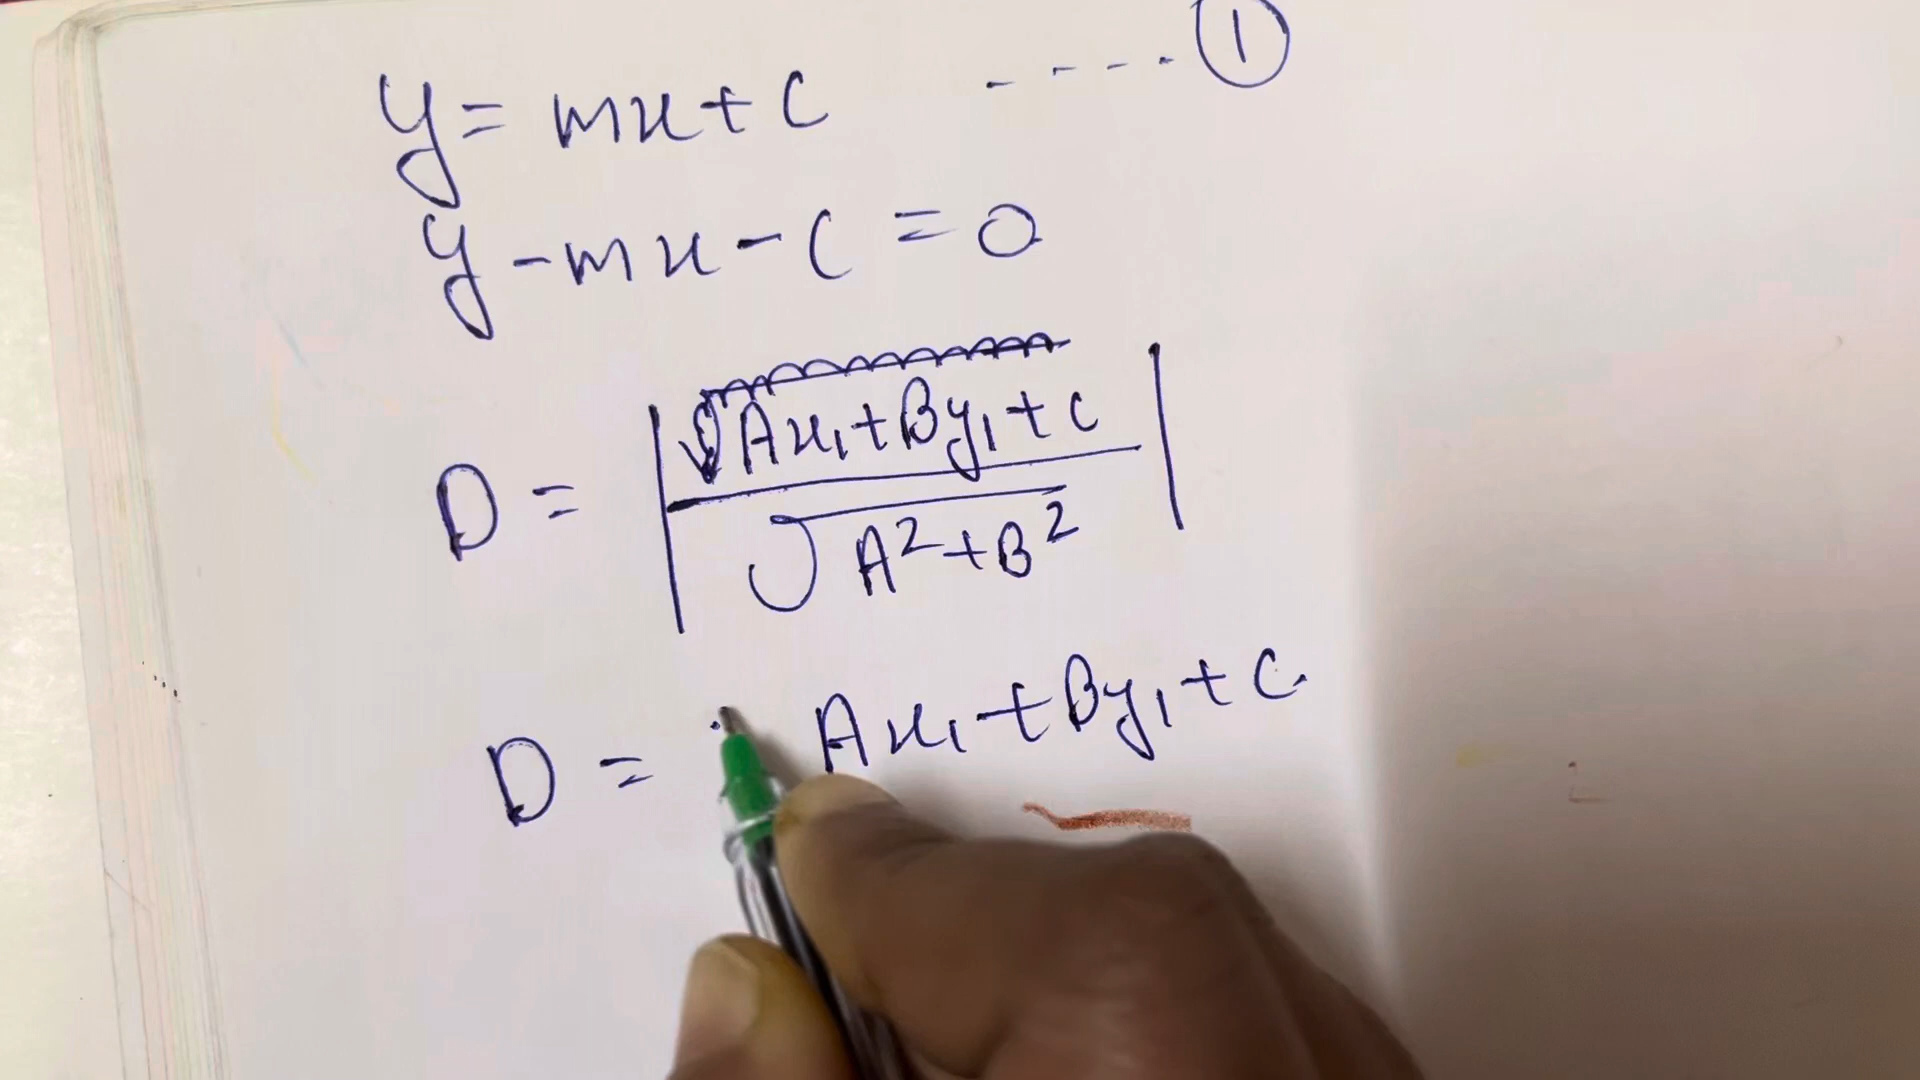 y = mx + c ----- ①
y - mx - c = 0
D = | Ax₁ + By₁ + c / √A² + B² |
D = Ax₁ + By₁ + c.